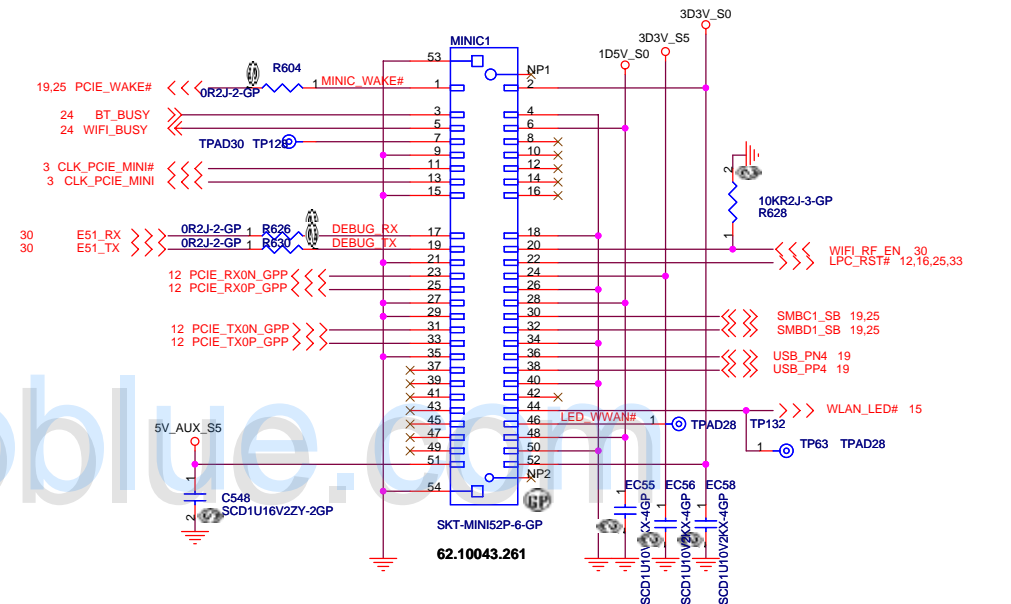 3D3V_S0
3D3V_S5
1D5V_S0
MINIC1
53
NP1
R604
19,25 PCIE_WAKE#
0R2J-2-GP
1
MINIC_WAKE#
1
2
24 BT_BUSY
3
4
24 WIFI_BUSY
5
6
TPAD30
7
8
9
10
3 CLK_PCIE_MINI#
11
12
3 CLK_PCIE_MINI
13
14
15
16
2
10KR2J-3-GP
R628
1
30 E51_RX
0R2J-2-GP
1
R626
DEBUG_RX
17
18
30 E51_TX
0R2J-2-GP
1
R630
DEBUG_TX
19
20
WIFI_RF_EN 30
21
22
LPC_RST# 12,16,25,33
12 PCIE_RX0N_GPP
23
24
12 PCIE_RX0P_GPP
25
26
27
28
29
30
SMBC1_SB 19,25
12 PCIE_TX0N_GPP
31
32
SMBD1_SB 19,25
12 PCIE_TX0P_GPP
33
34
35
36
USB_PN4 19
37
38
USB_PP4 19
39
40
41
42
43
44
WLAN_LED# 15
45
46
LED_WWAN#
1
TPAD28
TP132
5V_AUX_S5
47
48
49
50
1
TP63 TPAD28
51
52
NP2
54
GP
1
C548
SCD1U16V2ZY-2GP
2
EC55
EC56
EC58
1
1
1
SCD1U10V2KX-4GP
SCD1U10V2KX-4GP
SCD1U10V2KX-4GP
SKT-MINI52P-6-GP
62.10043.261
oblue.com